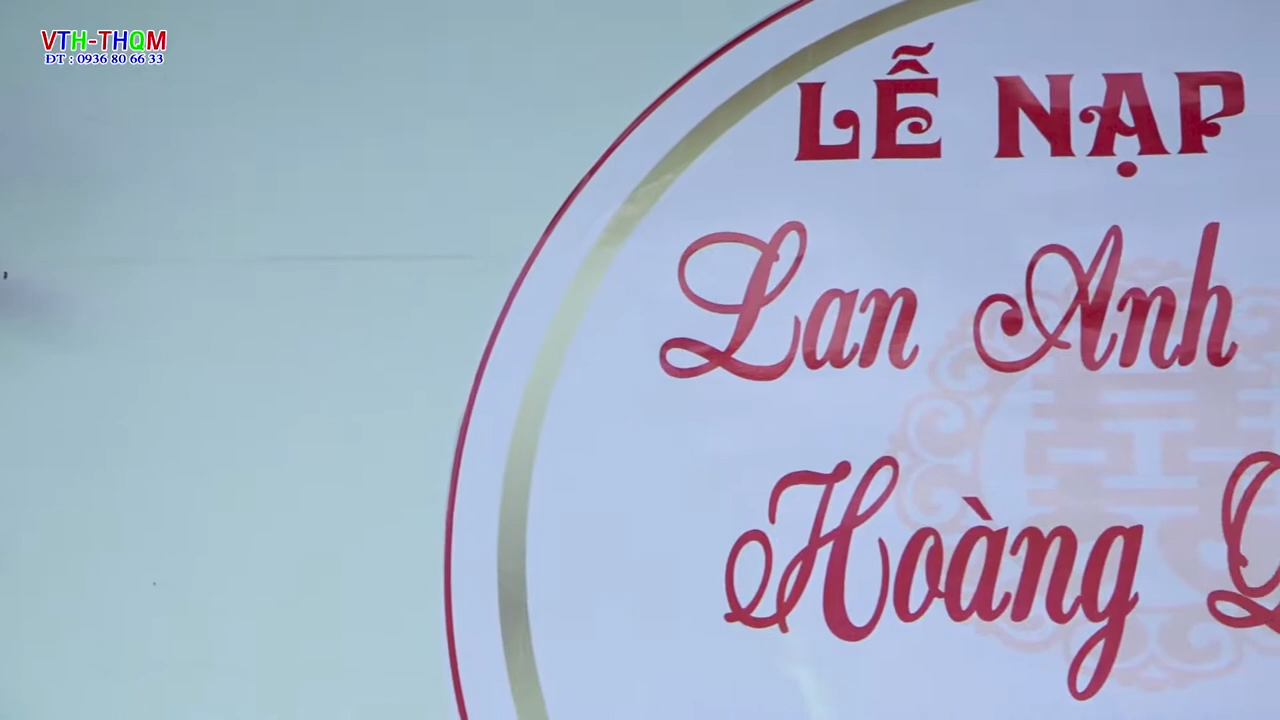 VTH-THQM
ĐT : 0936 80 66 33
LỄ NẠP
Lan Anh
Hoàng